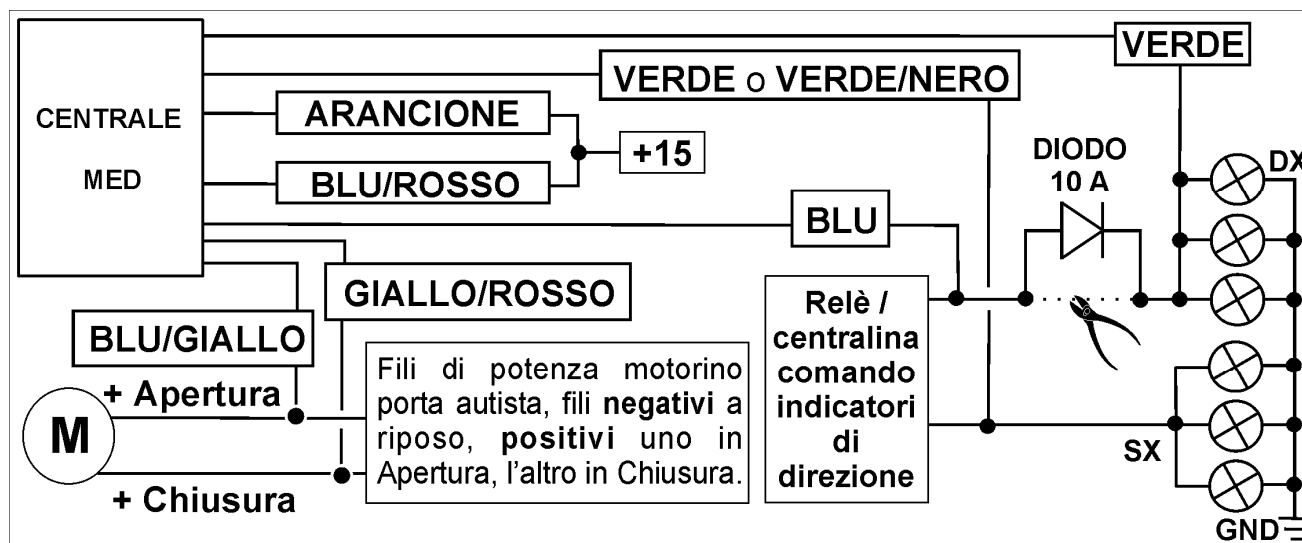 VERDE
VERDE o VERDE/NERO
CENTRALE
MED
ARANCIONE
+15
BLU/ROSSO
DIODO
10 A
DX
BLU
GIALLO/ROSSO
BLU/GIALLO
+ Apertura
M
+ Chiusura
Fili di potenza motorino
porta autista, fili negativi a
riposo, positivi uno in
Apertura, l'altro in Chiusura.
Relè /
centralina
comando
indicatori
di
direzione
SX
GND